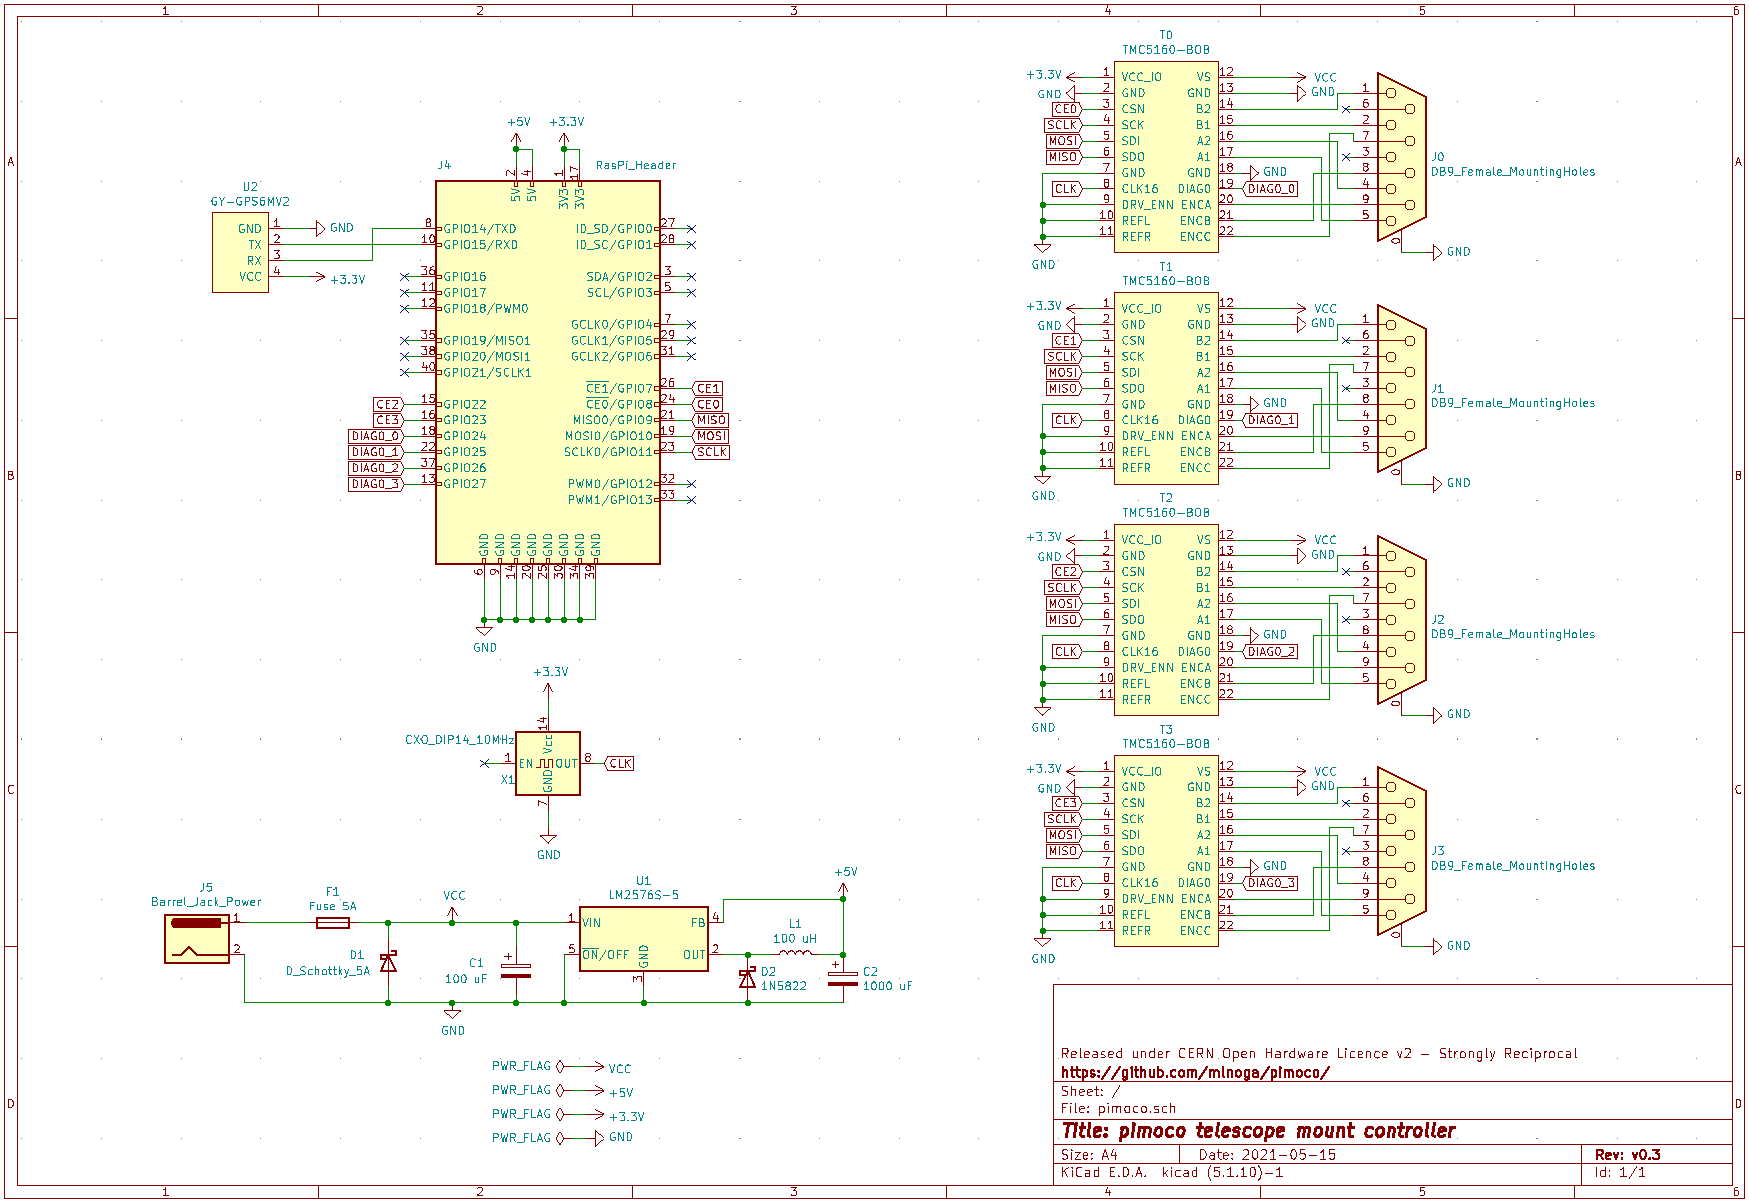 1 2 3 4 5 6
A
B
C
D
U2
GY-GPS6MV2
GND 1 GND
TX 2
RX 3
VCC 4 +3.3V
+5V +3.3V
J4 RasPi_Header
2 4 1 17
5V 5V 3V3 3V3
8 GPIO14/TXD
10 GPIO15/RXD
36 GPIO16
11 GPIO17
12 GPIO18/PWM0
35 GPIO19/MISO1
38 GPIO20/MOSI1
40 GPIO21/SCLK1
CE2 15 GPIO22
CE3 16 GPIO23
DIAG0_0 18 GPIO24
DIAG0_1 22 GPIO25
DIAG0_2 37 GPIO26
DIAG0_3 13 GPIO27
ID_SD/GPIO0 27
ID_SC/GPIO1 28
SDA/GPIO2 3
SCL/GPIO3 5
GCLK0/GPIO4 7
GCLK1/GPIO5 29
GCLK2/GPIO6 31
CE1/GPIO7 26 CE1
CE0/GPIO8 24 CE0
MISO0/GPIO9 21 MISO
MOSI0/GPIO10 19 MOSI
SCLK0/GPIO11 23 SCLK
PWM0/GPIO12 32
PWM1/GPIO13 33
GND GND GND GND GND GND GND GND
6 9 14 20 25 30 34 39
GND
+3.3V
CXO_DIP14_10MHz
14
Vcc
1 EN OUT 8 CLK
X1
GND
7
GND
J5
Barrel_Jack_Power
1
2
F1
Fuse 5A
D1
D_Schottky_5A
VCC
C1
100 uF
GND
U1
LM2576S-5
1 VIN FB 4
5 ON/OFF OUT 2
GND
3
D2
1N5822
L1
100 uH
+5V
C2
1000 uF
PWR_FLAG VCC
PWR_FLAG +5V
PWR_FLAG +3.3V
PWR_FLAG GND
T0
TMC5160-BOB
+3.3V 1 VCC_IO VS 12 VCC
GND 2 GND GND 13 GND 1
CE0 3 CSN B2 14 6
SCLK 4 SCK B1 15 2
MOSI 5 SDI A2 16 7
MISO 6 SDO A1 17 3 J0
7 GND GND 18 GND 8 DB9_Female_MountingHoles
CLK 8 CLK16 DIAG0 19 DIAG0_0 4
9 DRV_ENN ENCA 20 9
10 REFL ENCB 21 5
11 REFR ENCC 22 0
GND GND
T1
TMC5160-BOB
+3.3V 1 VCC_IO VS 12 VCC
GND 2 GND GND 13 GND 1
CE1 3 CSN B2 14 6
SCLK 4 SCK B1 15 2
MOSI 5 SDI A2 16 7
MISO 6 SDO A1 17 3 J1
7 GND GND 18 GND 8 DB9_Female_MountingHoles
CLK 8 CLK16 DIAG0 19 DIAG0_1 4
9 DRV_ENN ENCA 20 9
10 REFL ENCB 21 5
11 REFR ENCC 22 0
GND GND
T2
TMC5160-BOB
+3.3V 1 VCC_IO VS 12 VCC
GND 2 GND GND 13 GND 1
CE2 3 CSN B2 14 6
SCLK 4 SCK B1 15 2
MOSI 5 SDI A2 16 7
MISO 6 SDO A1 17 3 J2
7 GND GND 18 GND 8 DB9_Female_MountingHoles
CLK 8 CLK16 DIAG0 19 DIAG0_2 4
9 DRV_ENN ENCA 20 9
10 REFL ENCB 21 5
11 REFR ENCC 22 0
GND GND
T3
TMC5160-BOB
+3.3V 1 VCC_IO VS 12 VCC
GND 2 GND GND 13 GND 1
CE3 3 CSN B2 14 6
SCLK 4 SCK B1 15 2
MOSI 5 SDI A2 16 7
MISO 6 SDO A1 17 3 J3
7 GND GND 18 GND 8 DB9_Female_MountingHoles
CLK 8 CLK16 DIAG0 19 DIAG0_3 4
9 DRV_ENN ENCA 20 9
10 REFL ENCB 21 5
11 REFR ENCC 22 0
GND GND
Released under CERN Open Hardware Licence v2 - Strongly Reciprocal
https://github.com/mlnoga/pimoco/
Sheet: /
File: pimoco.sch
Title: pimoco telescope mount controller
Size: A4 Date: 2021-05-15 Rev: v0.3
KiCad E.D.A. kicad (5.1.10)-1 Id: 1/1
A
B
C
D
1 2 3 4 5 6